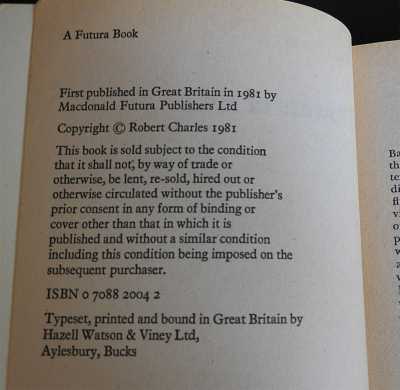 A Futura Book
First published in Great Britain in 1981 by
Macdonald Futura Publishers Ltd
Copyright © Robert Charles 1981
This book is sold subject to the condition
that it shall not, by way of trade or
otherwise, be lent, re-sold, hired out or
otherwise circulated without the publisher's
prior consent in any form of binding or
cover other than that in which it is
published and without a similar condition
including this condition being imposed on the
subsequent purchaser.
ISBN 0 7088 2004 2
Typeset, printed and bound in Great Britain by
Hazell Watson & Viney Ltd,
Aylesbury, Bucks